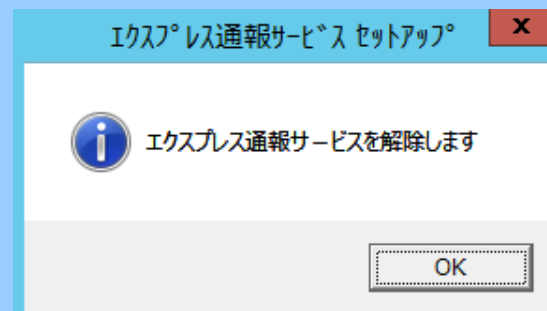 ｴｸｽﾌﾟﾚｽ通報ｻｰﾋﾞｽ ｾｯﾄｱｯﾌﾟ
エクスプレス通報サービスを解除します
OK